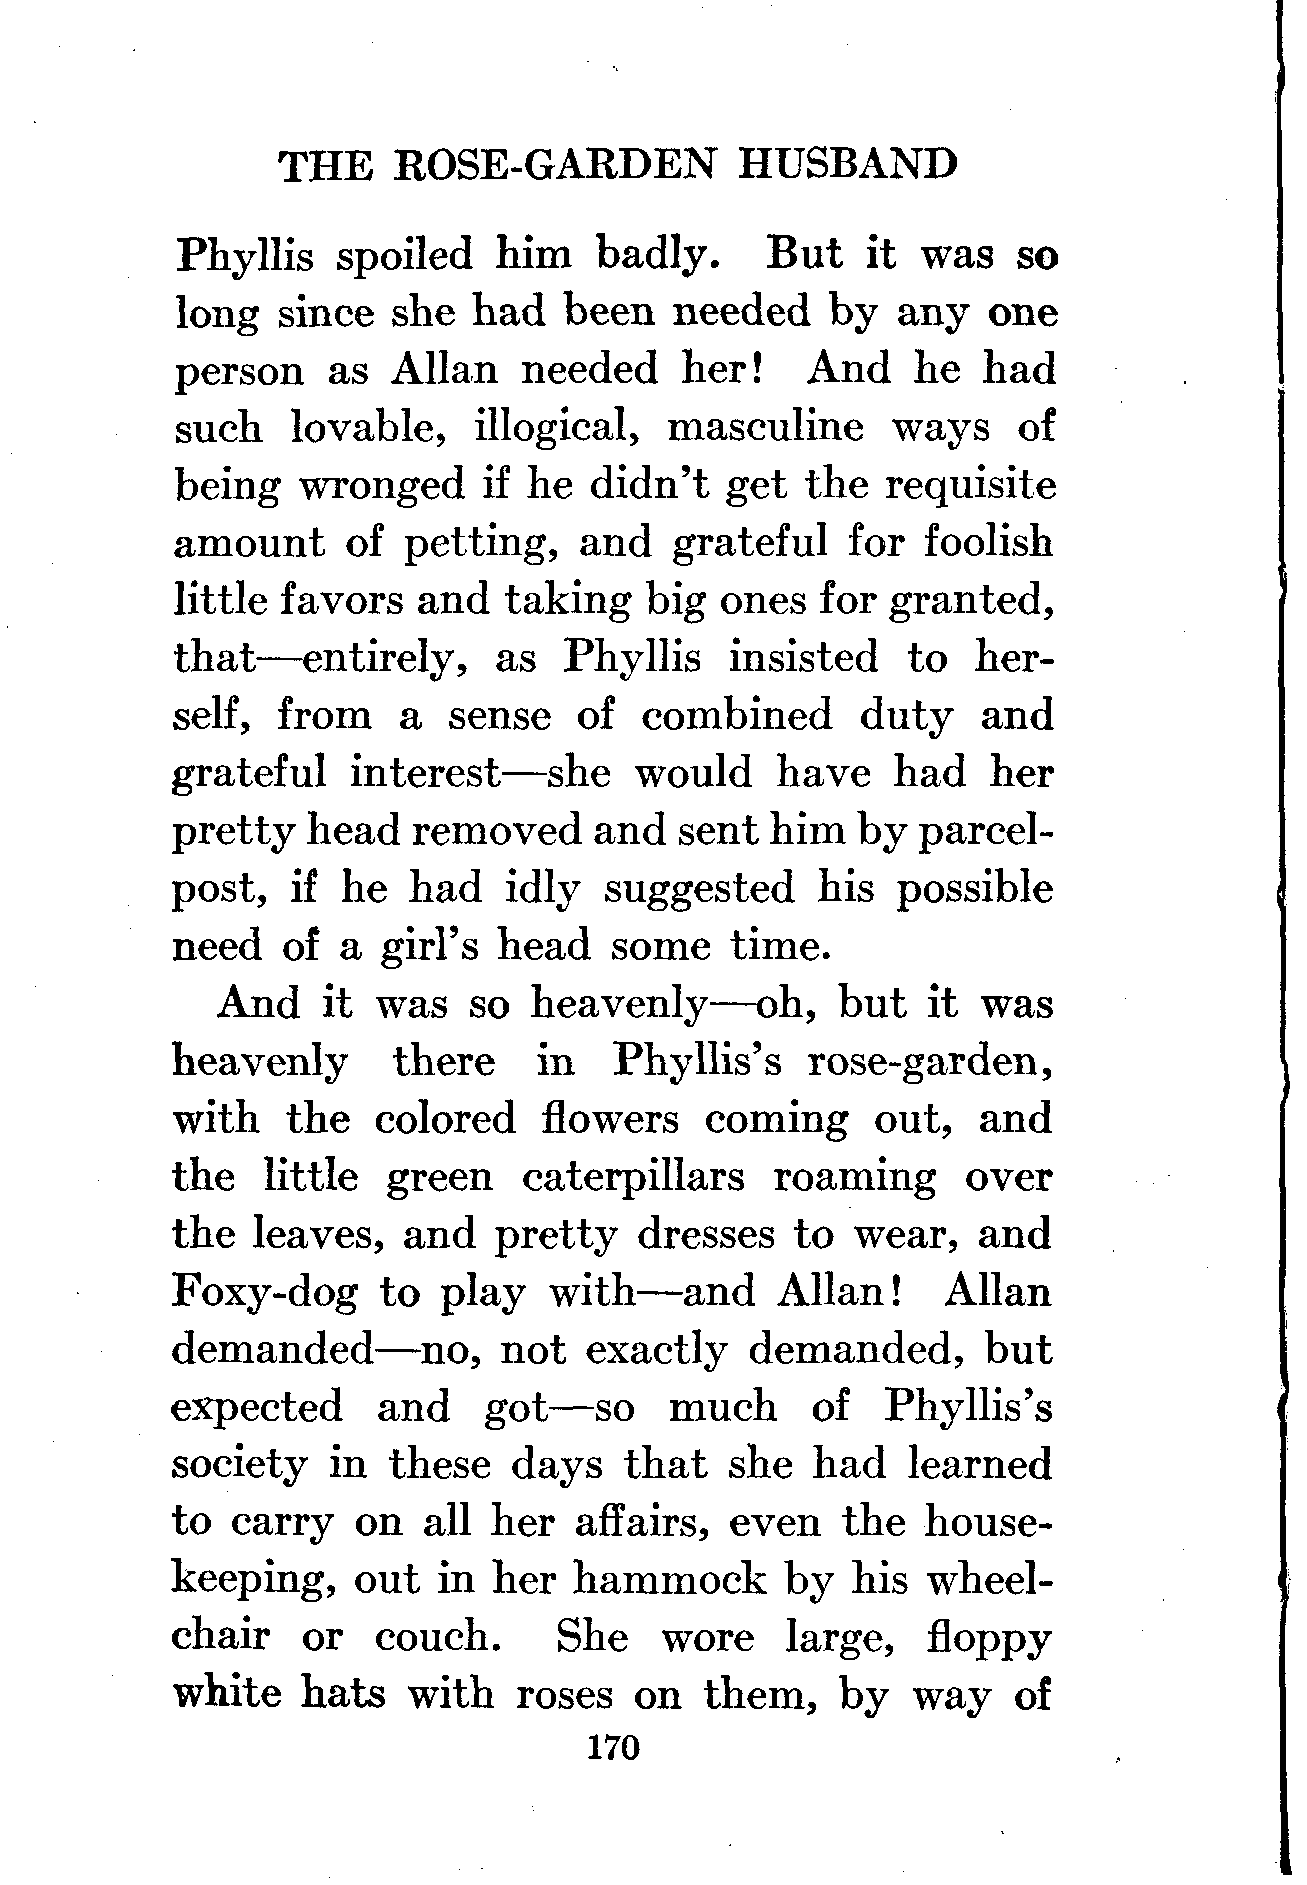 THE ROSE-GARDEN HUSBAND
Phyllis spoiled him badly. But it was so
long since she had been needed by any one
person as Allan needed her! And he had
such lovable, illogical, masculine ways of
being wronged if he didn't get the requisite
amount of petting, and grateful for foolish
little favors and taking big ones for granted,
that—entirely, as Phyllis insisted to her-
self, from a sense of combined duty and
grateful interest—she would have had her
pretty head removed and sent him by parcel-
post, if he had idly suggested his possible
need of a girl's head some time.
And it was so heavenly—oh, but it was
heavenly there in Phyllis's rose-garden,
with the colored flowers coming out, and
the little green caterpillars roaming over
the leaves, and pretty dresses to wear, and
Foxy-dog to play with—and Allan! Allan
demanded—no, not exactly demanded, but
expected and got—so much of Phyllis's
society in these days that she had learned
to carry on all her affairs, even the house-
keeping, out in her hammock by his wheel-
chair or couch. She wore large, floppy
white hats with roses on them, by way of
170